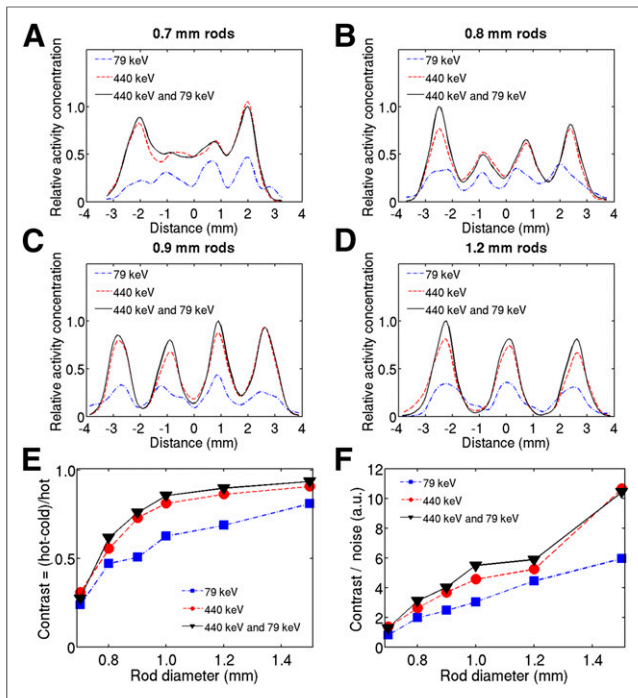 A
0.7 mm rods
79 keV
440 keV
440 keV and 79 keV
Relative activity concentration
1.0
0.5
0
-4 -3 -2 -1 0 1 2 3 4
Distance (mm)
B
0.8 mm rods
79 keV
440 keV
440 keV and 79 keV
Relative activity concentration
1.0
0.5
0
-4 -3 -2 -1 0 1 2 3 4
Distance (mm)
C
0.9 mm rods
79 keV
440 keV
440 keV and 79 keV
Relative activity concentration
1.0
0.5
0
-4 -3 -2 -1 0 1 2 3 4
Distance (mm)
D
1.2 mm rods
79 keV
440 keV
440 keV and 79 keV
Relative activity concentration
1.0
0.5
0
-4 -3 -2 -1 0 1 2 3 4
Distance (mm)
E
Contrast = (hot-cold)/hot
1.0
0.5
0
79 keV
440 keV
440 keV and 79 keV
0.8 1.0 1.2 1.4
Rod diameter (mm)
F
Contrast / noise (a.u.)
12
10
8
6
4
2
0
79 keV
440 keV
440 keV and 79 keV
0.8 1.0 1.2 1.4
Rod diameter (mm)